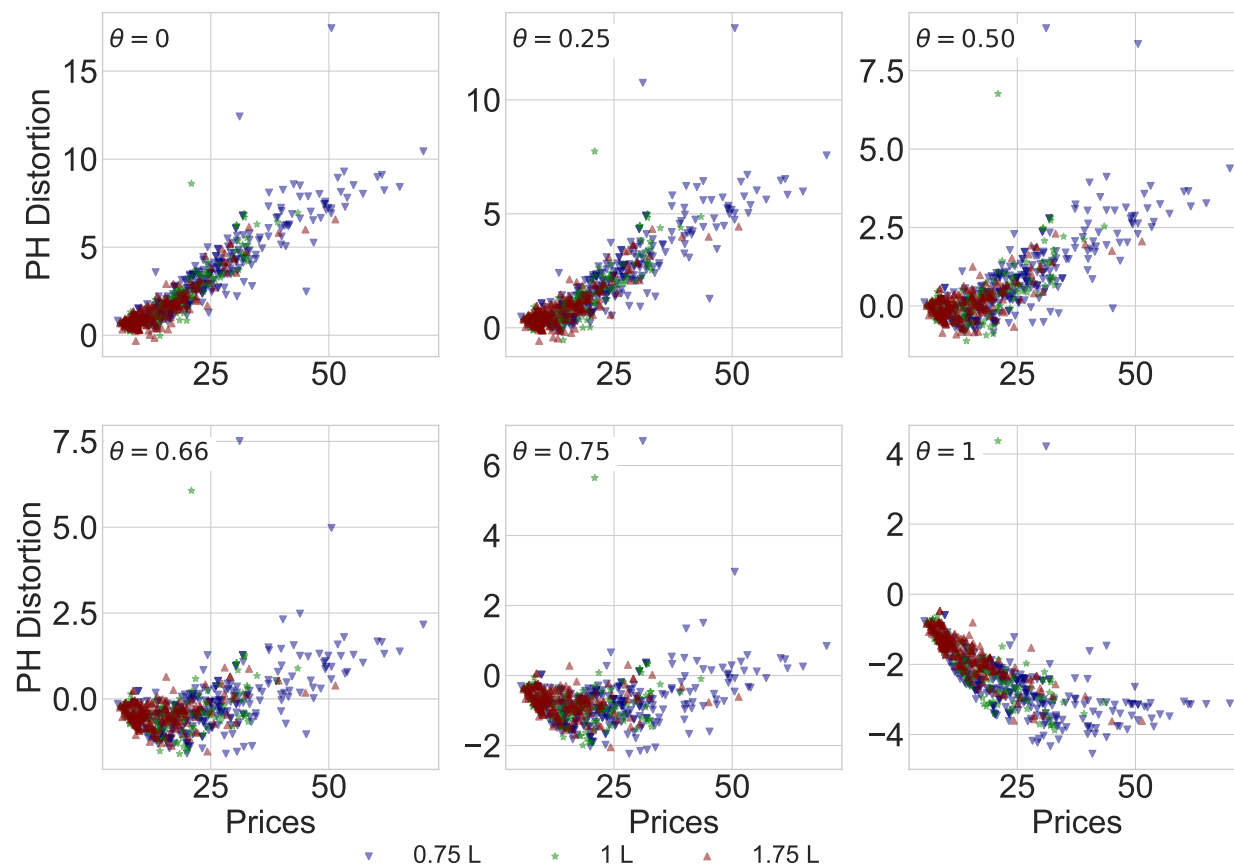 θ = 0
θ = 0.25
θ = 0.50
PH Distortion
15
10
5
0
10
5
0
7.5
5.0
2.5
0.0
25
50
25
50
25
50
θ = 0.66
θ = 0.75
θ = 1
PH Distortion
7.5
5.0
2.5
0.0
6
4
2
0
−2
4
2
0
−2
−4
25
50
25
50
25
50
Prices
Prices
Prices
0.75 L
1 L
1.75 L